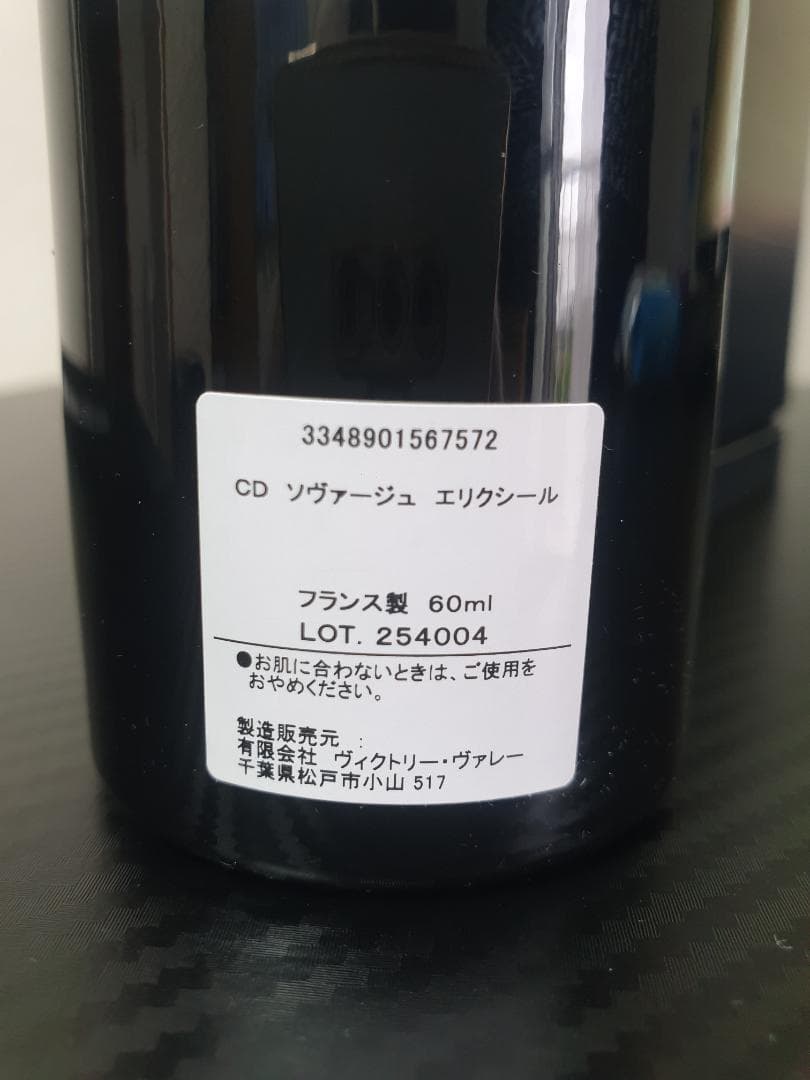 3348901567572
CD ソヴァージュ エリクシール
フランス製 60ml
LOT. 254004
●お肌に合わないときは、ご使用を
おやめください。
製造販売元 :
有限会社 ヴィクトリー・ヴァレー
千葉県松戸市小山 517